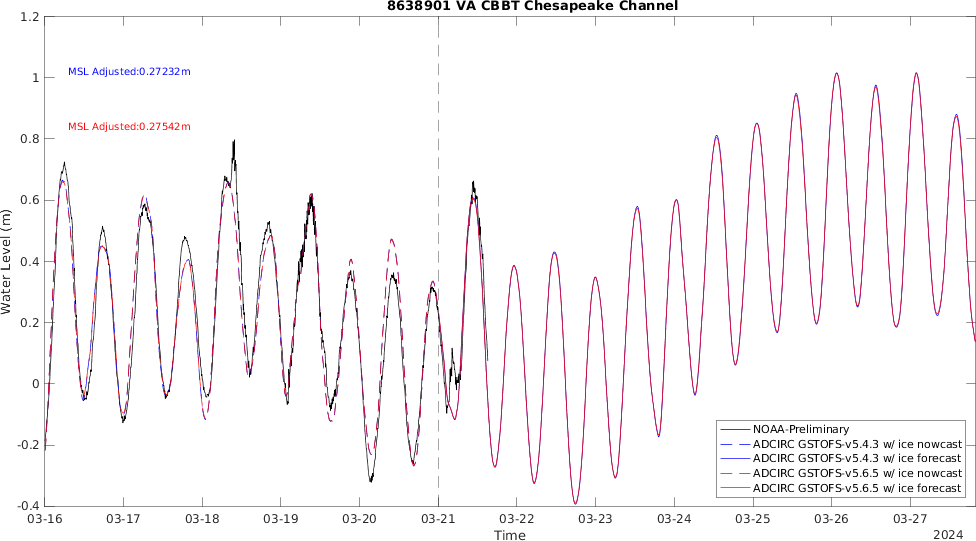 8638901 VA CBBT Chesapeake Channel
1.2
1
0.8
0.6
0.4
0.2
0
-0.2
-0.4
Water Level (m)
MSL Adjusted:0.27232m
MSL Adjusted:0.27542m
NOAA-Preliminary
ADCIRC GSTOFS-v5.4.3 w/ ice nowcast
ADCIRC GSTOFS-v5.4.3 w/ ice forecast
ADCIRC GSTOFS-v5.6.5 w/ ice nowcast
ADCIRC GSTOFS-v5.6.5 w/ ice forecast
03-16 03-17 03-18 03-19 03-20 03-21 03-22 03-23 03-24 03-25 03-26 03-27
Time
2024